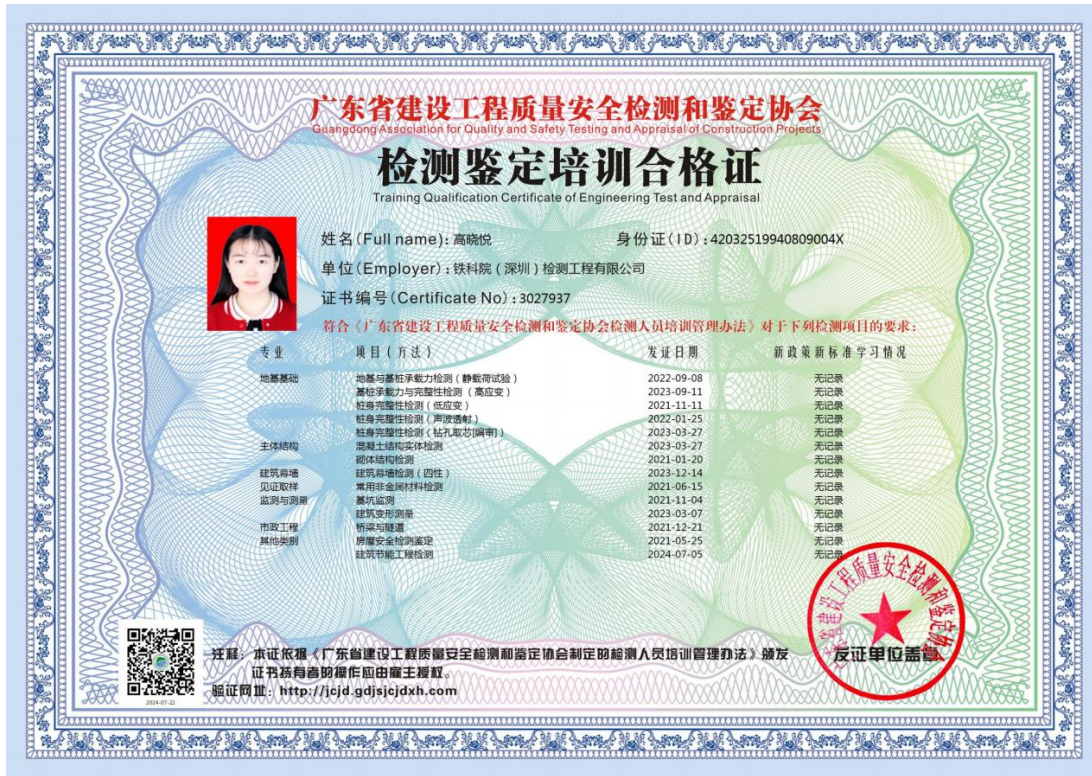 广东省建设工程质量安全检测和鉴定协会
Guangdong Association for Quality and Safety Testing and Appraisal of Construction Projects
检测鉴定培训合格证
Training Qualification Certificate of Engineering Test and Appraisal
姓名(Full name): 高晓悦 身份证(ID): 42032519940809004X
单位(Employer): 铁科院（深圳）检测工程有限公司
证书编号(Certificate No): 3027937
符合《广东省建设工程质量安全检测和鉴定协会检测人员培训管理办法》对于下列检测项目的要求:
专业 项目(方法) 发证日期 新政策新标准学习情况
地基基础 地基与基桩承载力检测（静载荷试验） 2022-09-08 无记录
基桩承载力与完整性检测（高应变） 2023-09-11 无记录
桩身完整性检测（低应变） 2021-11-11 无记录
桩身完整性检测（声波透射） 2022-01-25 无记录
桩身完整性检测（钻孔取芯[编审]） 2023-03-27 无记录
主体结构 混凝土结构实体检测 2023-03-27 无记录
砌体结构检测 2021-01-20 无记录
建筑幕墙 建筑幕墙检测（四性） 2023-12-14 无记录
见证取样 常用非金属材料检测 2021-06-15 无记录
监测与测量 基坑监测 2021-11-04 无记录
建筑变形测量 2023-03-07 无记录
市政工程 桥梁与隧道 2021-12-21 无记录
其他类别 房屋安全检测鉴定 2021-05-25 无记录
建筑节能工程检测 2024-07-05 无记录
广东省建设工程质量安全检测和鉴定协会
发证单位盖章
注释: 本证依据《广东省建设工程质量安全检测和鉴定协会制定的检测人员培训管理办法》颁发
证书持有者的操作应由雇主授权。
验证网址: http://jcjd.gdjsjcjdxh.com
2024-07-22